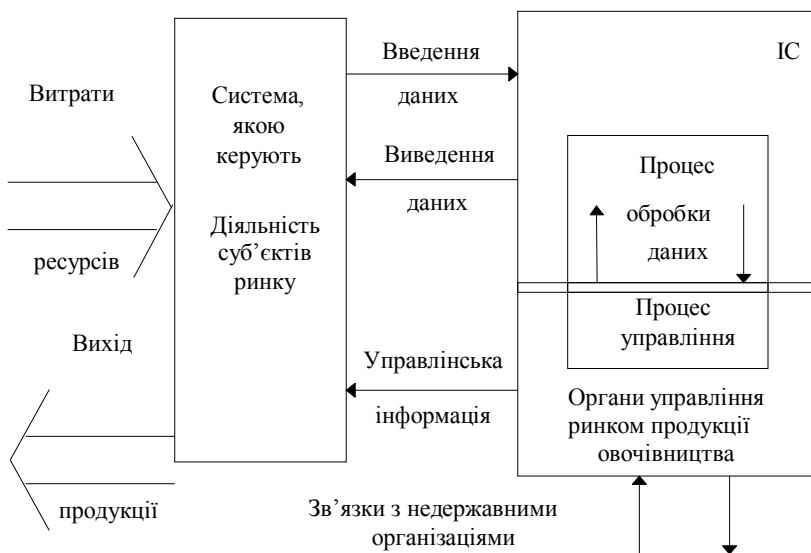 Витрати
ресурсів
Вихід
продукції
Система,
якою
керують
Діяльність
суб’єктів
ринку
Введення
даних
Виведення
даних
Управлінська
інформація
ІС
Процес
обробки
даних
Процес
управління
Органи управління
ринком продукції
овочівництва
Зв’язки з недержавними
організаціями